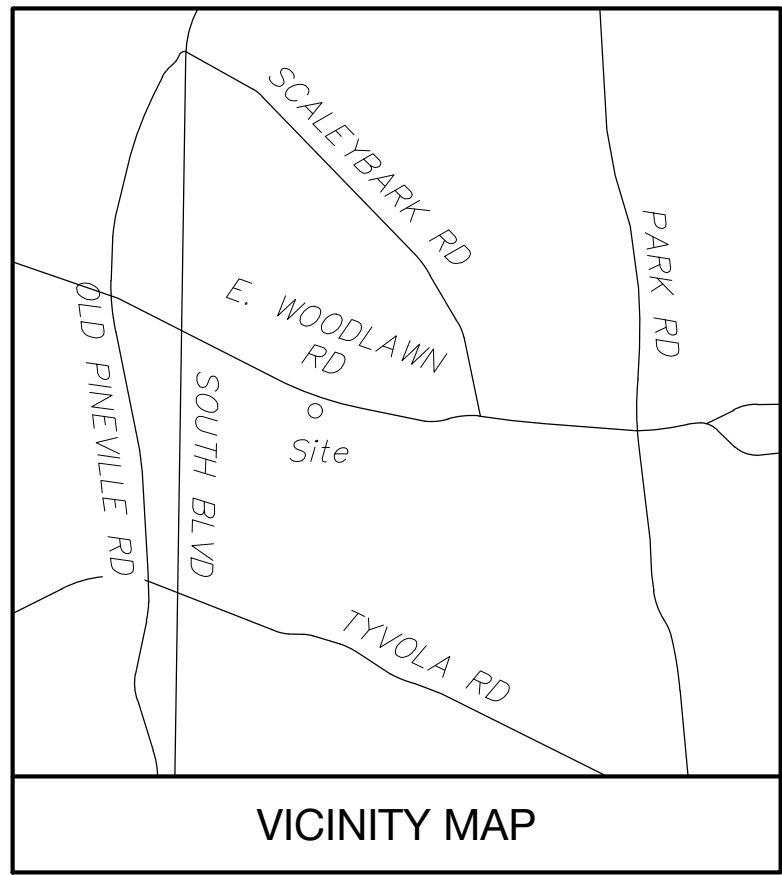 SCALEYBARK RD
PARK RD
E. WOODLAWN
RD
OLD PINEVILLE RD
SOUTH BLVD
Site
TYVOLA RD
VICINITY MAP